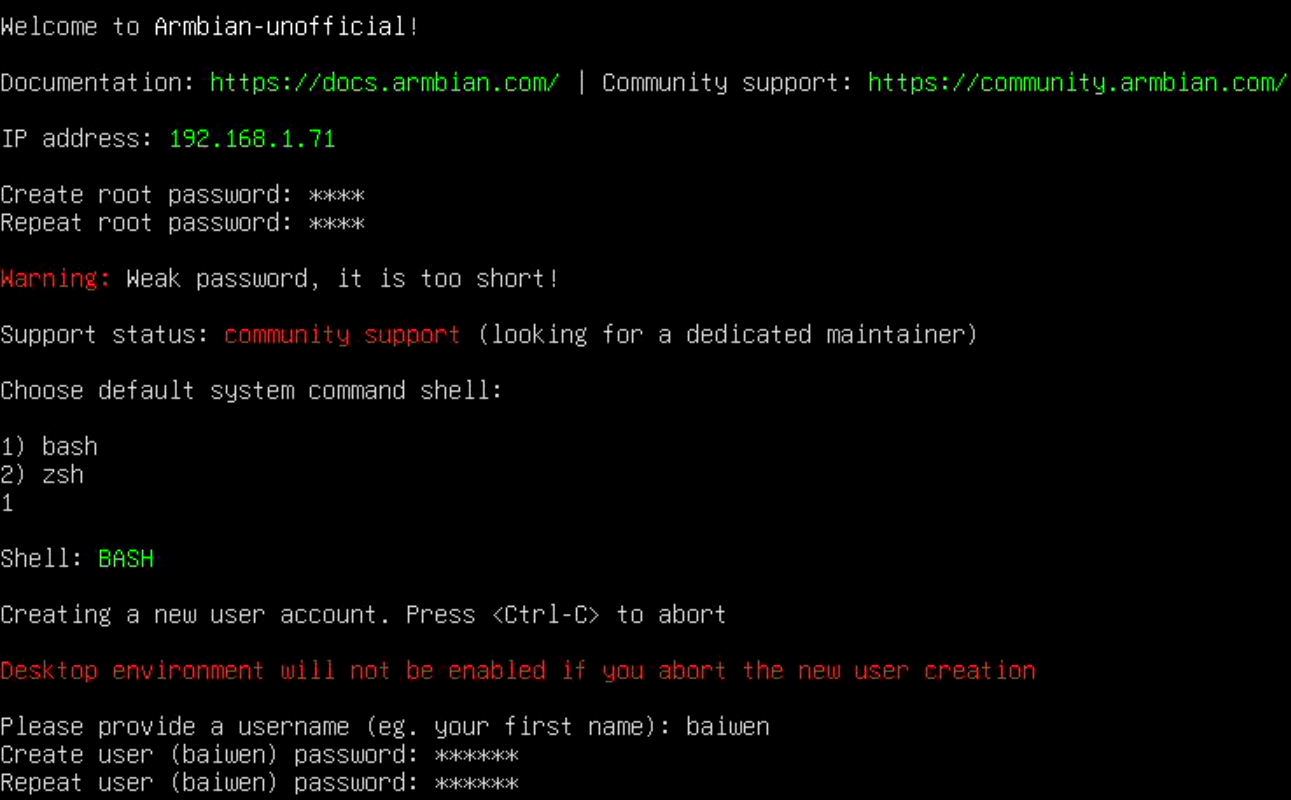 Welcome to Armbian-unofficial!
Documentation: https://docs.armbian.com/ | Community support: https://community.armbian.com/
IP address: 192.168.1.71
Create root password: ****
Repeat root password: ****
Warning: Weak password, it is too short!
Support status: community support (looking for a dedicated maintainer)
Choose default system command shell:
1) bash
2) zsh
1
Shell: BASH
Creating a new user account. Press <Ctrl-C> to abort
Desktop environment will not be enabled if you abort the new user creation
Please provide a username (eg. your first name): baiwen
Create user (baiwen) password: ******
Repeat user (baiwen) password: ******